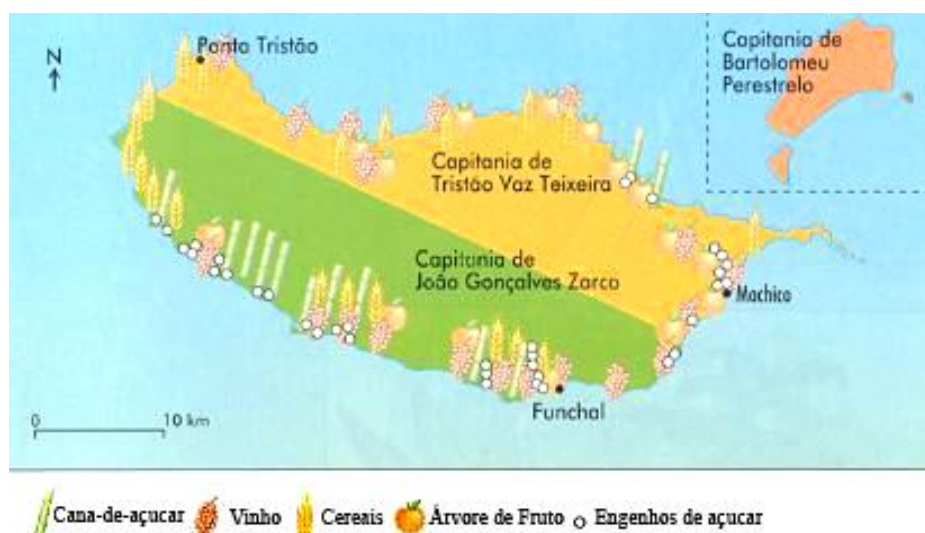 N
Ponta Tristão
Capitania de
Bartolomeu
Perestrelo
Capitania de
Tristão Vaz Teixeira
Capitania de
João Gonçalves Zarco
Machico
Funchal
0 10 km
Cana-de-açucar Vinho Cereais Árvore de Fruto Engenhos de açucar